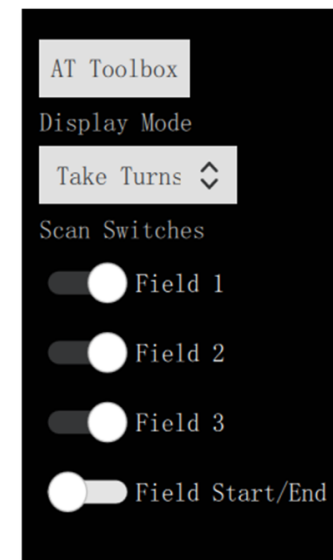 AT Toolbox
Display Mode
Take Turns
Scan Switches
Field 1
Field 2
Field 3
Field Start/End